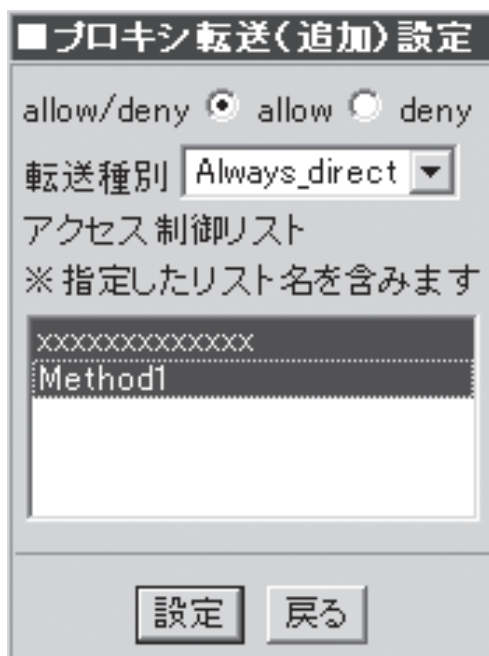 ■プロキシ転送(追加)設定
allow/deny allow deny
転送種別 Always_direct
アクセス制御リスト
※指定したリスト名を含みます
xxxxxxxxxxxxx
Method1
設定 戻る